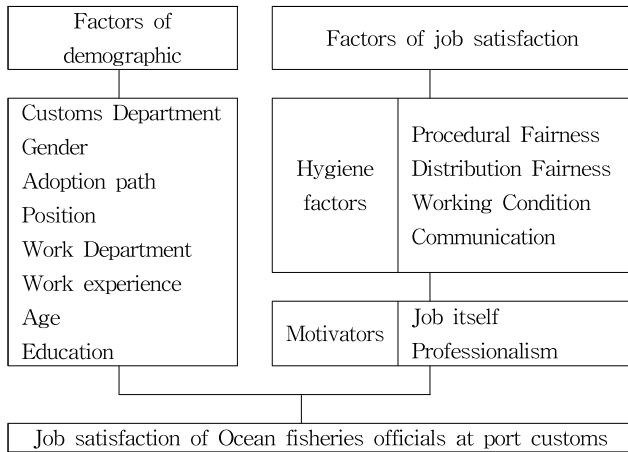 Factors of
demographic
Factors of job satisfaction
Customs Department
Gender
Adoption path
Position
Work Department
Work experience
Age
Education
Hygiene
factors
Procedural Fairness
Distribution Fairness
Working Condition
Communication
Motivators
Job itself
Professionalism
Job satisfaction of Ocean fisheries officials at port customs